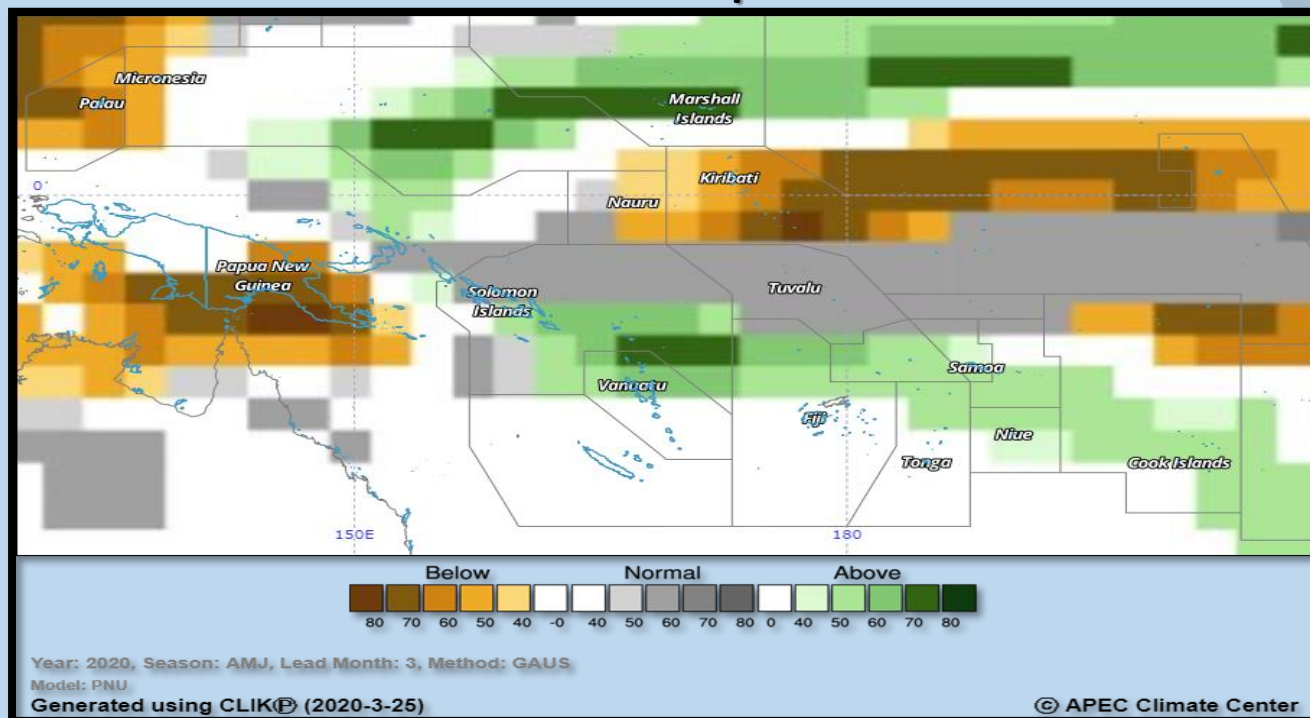 Micronesia
Palau
Marshall
Islands
Kiribati
0
Nauru
Papua New
Guinea
Solomon
Islands
Tuvalu
Samoa
Vanuatu
Fiji
Niue
Tonga
Cook Islands
150E
180
Below Normal Above
80 70 60 50 40 -0 40 50 60 70 80 0 40 50 60 70 80
Year: 2020, Season: AMJ, Lead Month: 3, Method: GAUS
Model: PNU
Generated using CLIKⓅ (2020-3-25)
© APEC Climate Center